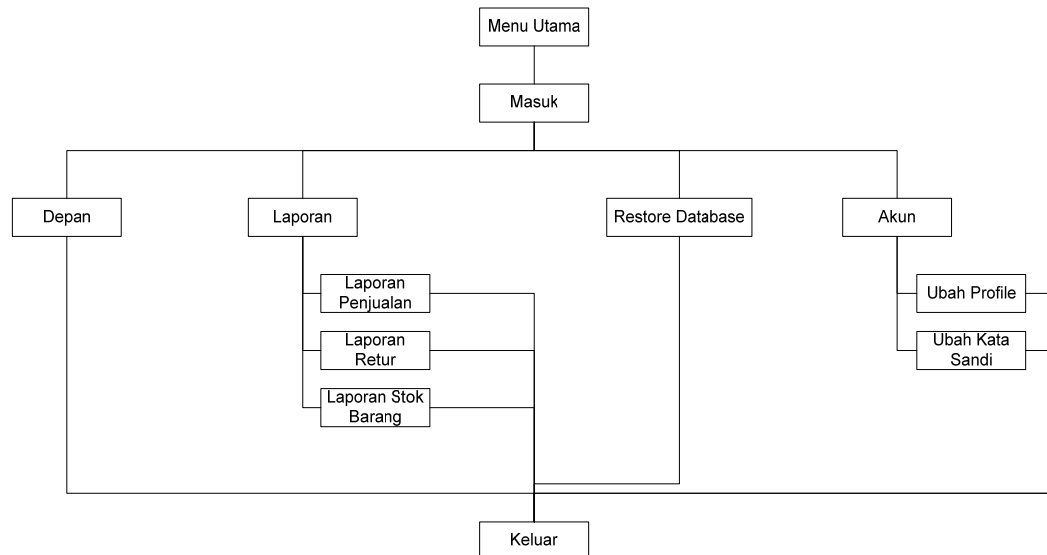 Menu Utama
Masuk
Depan
Laporan
Restore Database
Akun
Laporan
Penjualan
Ubah Profile
Laporan
Retur
Ubah Kata
Sandi
Laporan Stok
Barang
Keluar